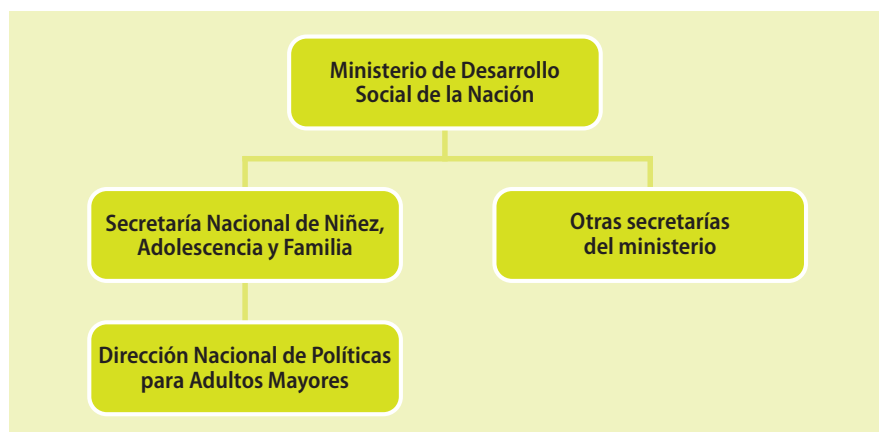 Ministerio de Desarrollo
Social de la Nación
Secretaría Nacional de Niñez,
Adolescencia y Familia
Otras secretarías
del ministerio
Dirección Nacional de Políticas
para Adultos Mayores